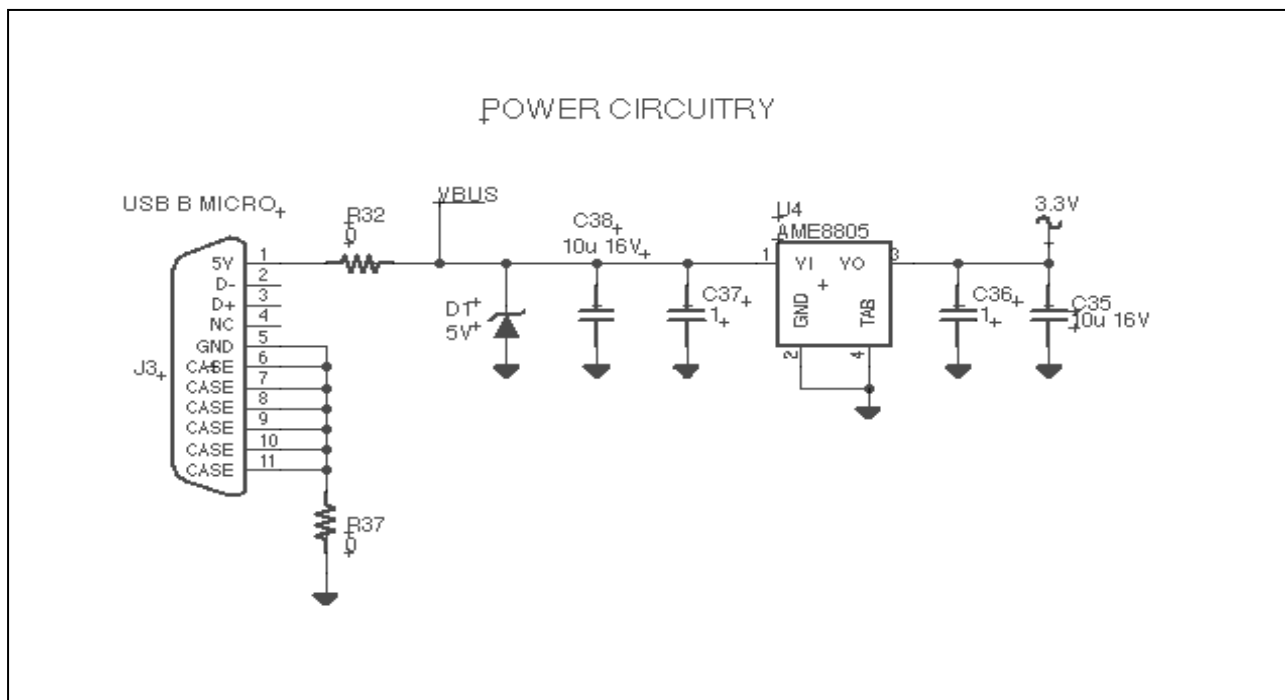 POWER CIRCUITRY
USB B MICRO
R32
0
VBUS
C38
10u 16V
U4
AME8805
3.3V
5V 1
D- 2
D+ 3
NC 4
GND 5
CASE 6
CASE 7
CASE 8
CASE 9
CASE 10
CASE 11
J3
D1
5V
C37
1
1 VI VO 3
GND TAB
2 4
C36
1
C35
10u 16V
R37
0